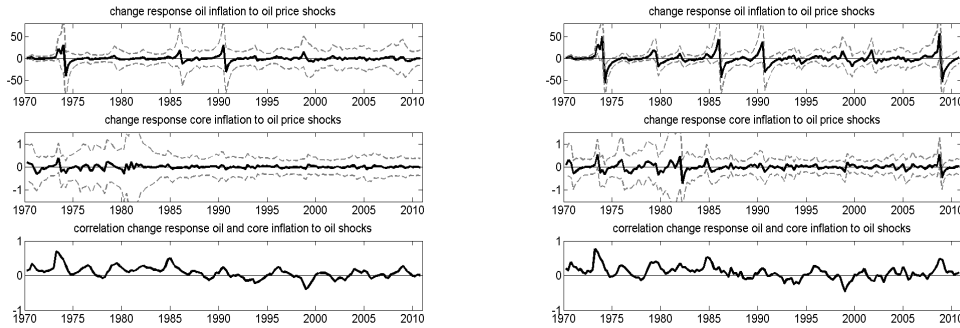 change response oil inflation to oil price shocks
50
0
-50
1970 1975 1980 1985 1990 1995 2000 2005 2010
change response core inflation to oil price shocks
1
0
-1
1970 1975 1980 1985 1990 1995 2000 2005 2010
correlation change response oil and core inflation to oil shocks
1
0
-1
1970 1975 1980 1985 1990 1995 2000 2005 2010
change response oil inflation to oil price shocks
50
0
-50
1970 1975 1980 1985 1990 1995 2000 2005 2010
change response core inflation to oil price shocks
1
0
-1
1970 1975 1980 1985 1990 1995 2000 2005 2010
correlation change response oil and core inflation to oil shocks
1
0
-1
1970 1975 1980 1985 1990 1995 2000 2005 2010